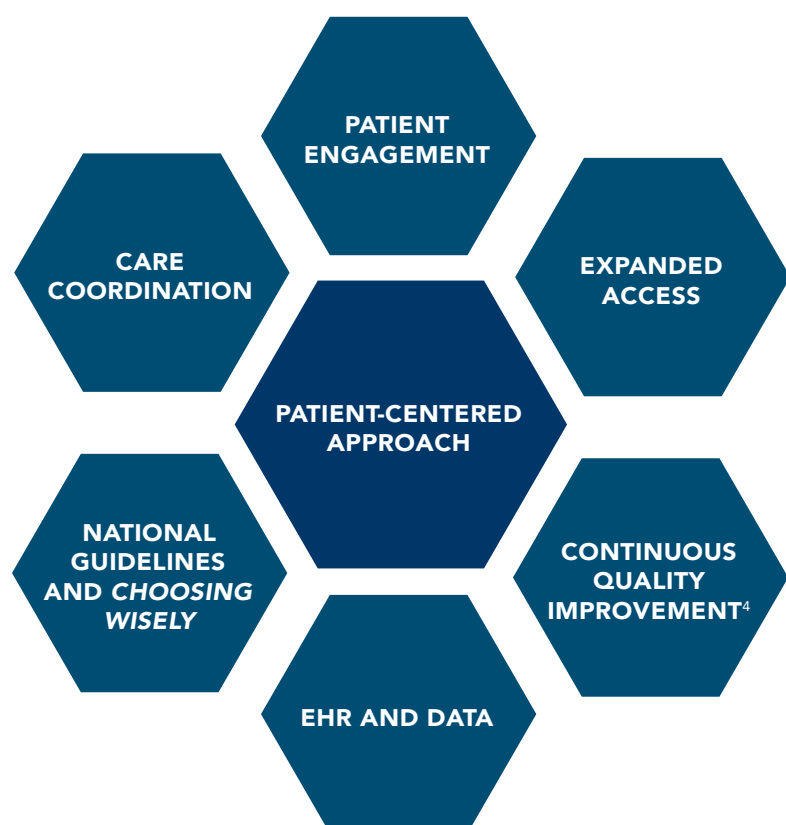 PATIENT
ENGAGEMENT
CARE
COORDINATION
EXPANDED
ACCESS
PATIENT-CENTERED
APPROACH
NATIONAL
GUIDELINES
AND CHOOSING
WISELY
CONTINUOUS
QUALITY
IMPROVEMENT⁴
EHR AND DATA